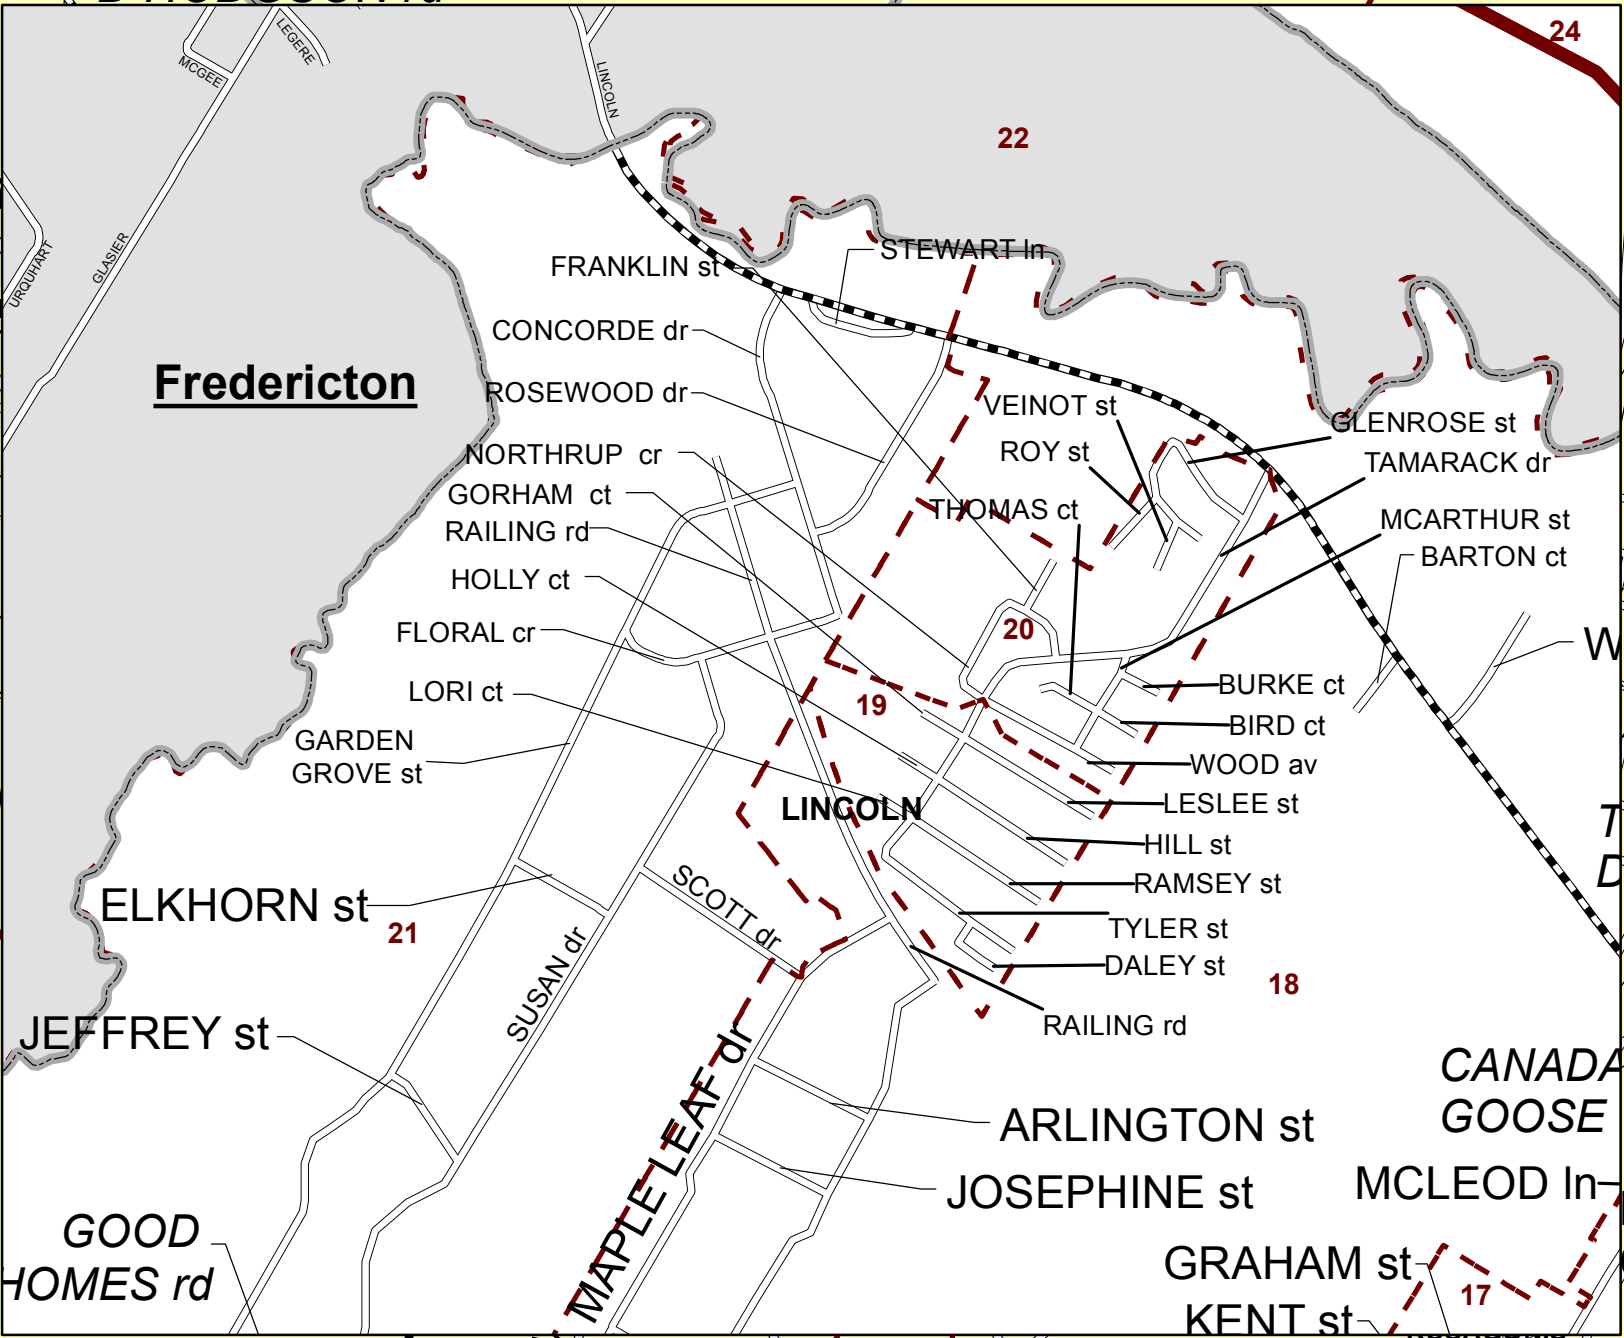 D HODGSON rd
24
LEGERE
MCGEE
LINCOLN
22
URQUHART
GLASIER
STEWART ln
FRANKLIN st
CONCORDE dr
Fredericton
ROSEWOOD dr
VEINOT st
GLENROSE st
ROY st
NORTHRUP cr
TAMARACK dr
GORHAM ct
THOMAS ct
MCARTHUR st
RAILING rd
BARTON ct
HOLLY ct
FLORAL cr
20
W
LORI ct
19
BURKE ct
BIRD ct
GARDEN
GROVE st
WOOD av
LINCOLN
LESLEE st
T
HILL st
D
SCOTT dr
RAMSEY st
ELKHORN st
21
TYLER st
SUSAN dr
DALEY st
18
JEFFREY st
RAILING rd
MAPLE LEAF dr
CANADA
GOOSE
ARLINGTON st
JOSEPHINE st
MCLEOD ln
GOOD
HOMES rd
GRAHAM st
17
KENT st